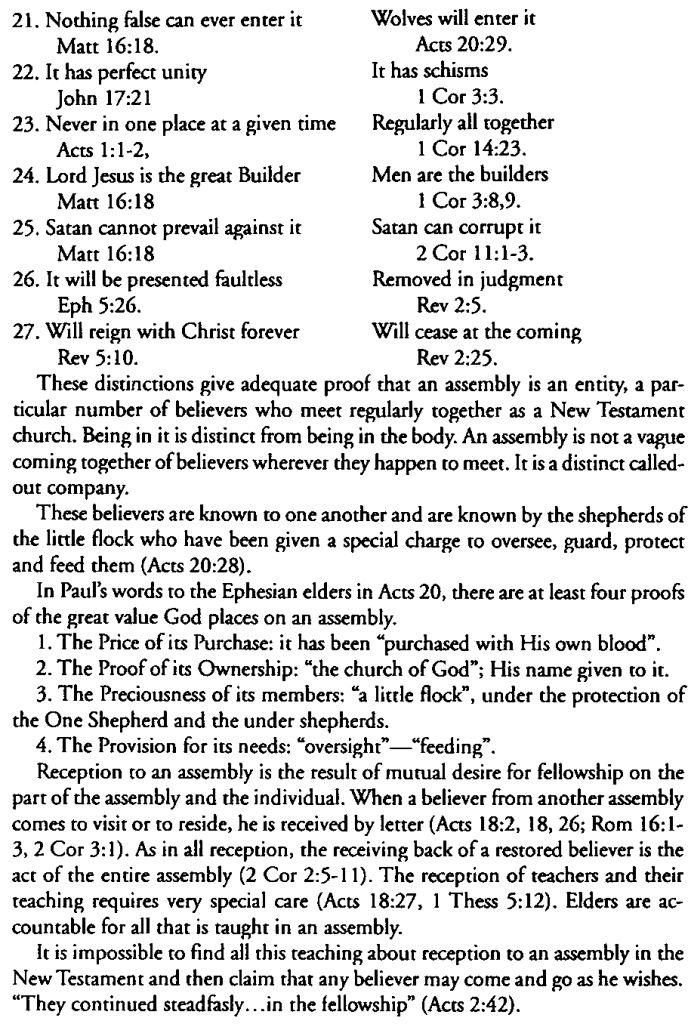 21. Nothing false can ever enter it Wolves will enter it
Matt 16:18. Acts 20:29.
22. It has perfect unity It has schisms
John 17:21 1 Cor 3:3.
23. Never in one place at a given time Regularly all together
Acts 1:1-2, 1 Cor 14:23.
24. Lord Jesus is the great Builder Men are the builders
Matt 16:18 1 Cor 3:8,9.
25. Satan cannot prevail against it Satan can corrupt it
Matt 16:18 2 Cor 11:1-3.
26. It will be presented faultless Removed in judgment
Eph 5:26. Rev 2:5.
27. Will reign with Christ forever Will cease at the coming
Rev 5:10. Rev 2:25.
These distinctions give adequate proof that an assembly is an entity, a par-
ticular number of believers who meet regularly together as a New Testament
church. Being in it is distinct from being in the body. An assembly is not a vague
coming together of believers wherever they happen to meet. It is a distinct called-
out company.
These believers are known to one another and are known by the shepherds of
the little flock who have been given a special charge to oversee, guard, protect
and feed them (Acts 20:28).
In Paul's words to the Ephesian elders in Acts 20, there are at least four proofs
of the great value God places on an assembly.
1. The Price of its Purchase: it has been “purchased with His own blood”.
2. The Proof of its Ownership: “the church of God”; His name given to it.
3. The Preciousness of its members: “a little flock”, under the protection of
the One Shepherd and the under shepherds.
4. The Provision for its needs: “oversight”—“feeding”.
Reception to an assembly is the result of mutual desire for fellowship on the
part of the assembly and the individual. When a believer from another assembly
comes to visit or to reside, he is received by letter (Acts 18:2, 18, 26; Rom 16:1-
3, 2 Cor 3:1). As in all reception, the receiving back of a restored believer is the
act of the entire assembly (2 Cor 2:5-11). The reception of teachers and their
teaching requires very special care (Acts 18:27, 1 Thess 5:12). Elders are ac-
countable for all that is taught in an assembly.
It is impossible to find all this teaching about reception to an assembly in the
New Testament and then claim that any believer may come and go as he wishes.
“They continued steadfasly...in the fellowship” (Acts 2:42).